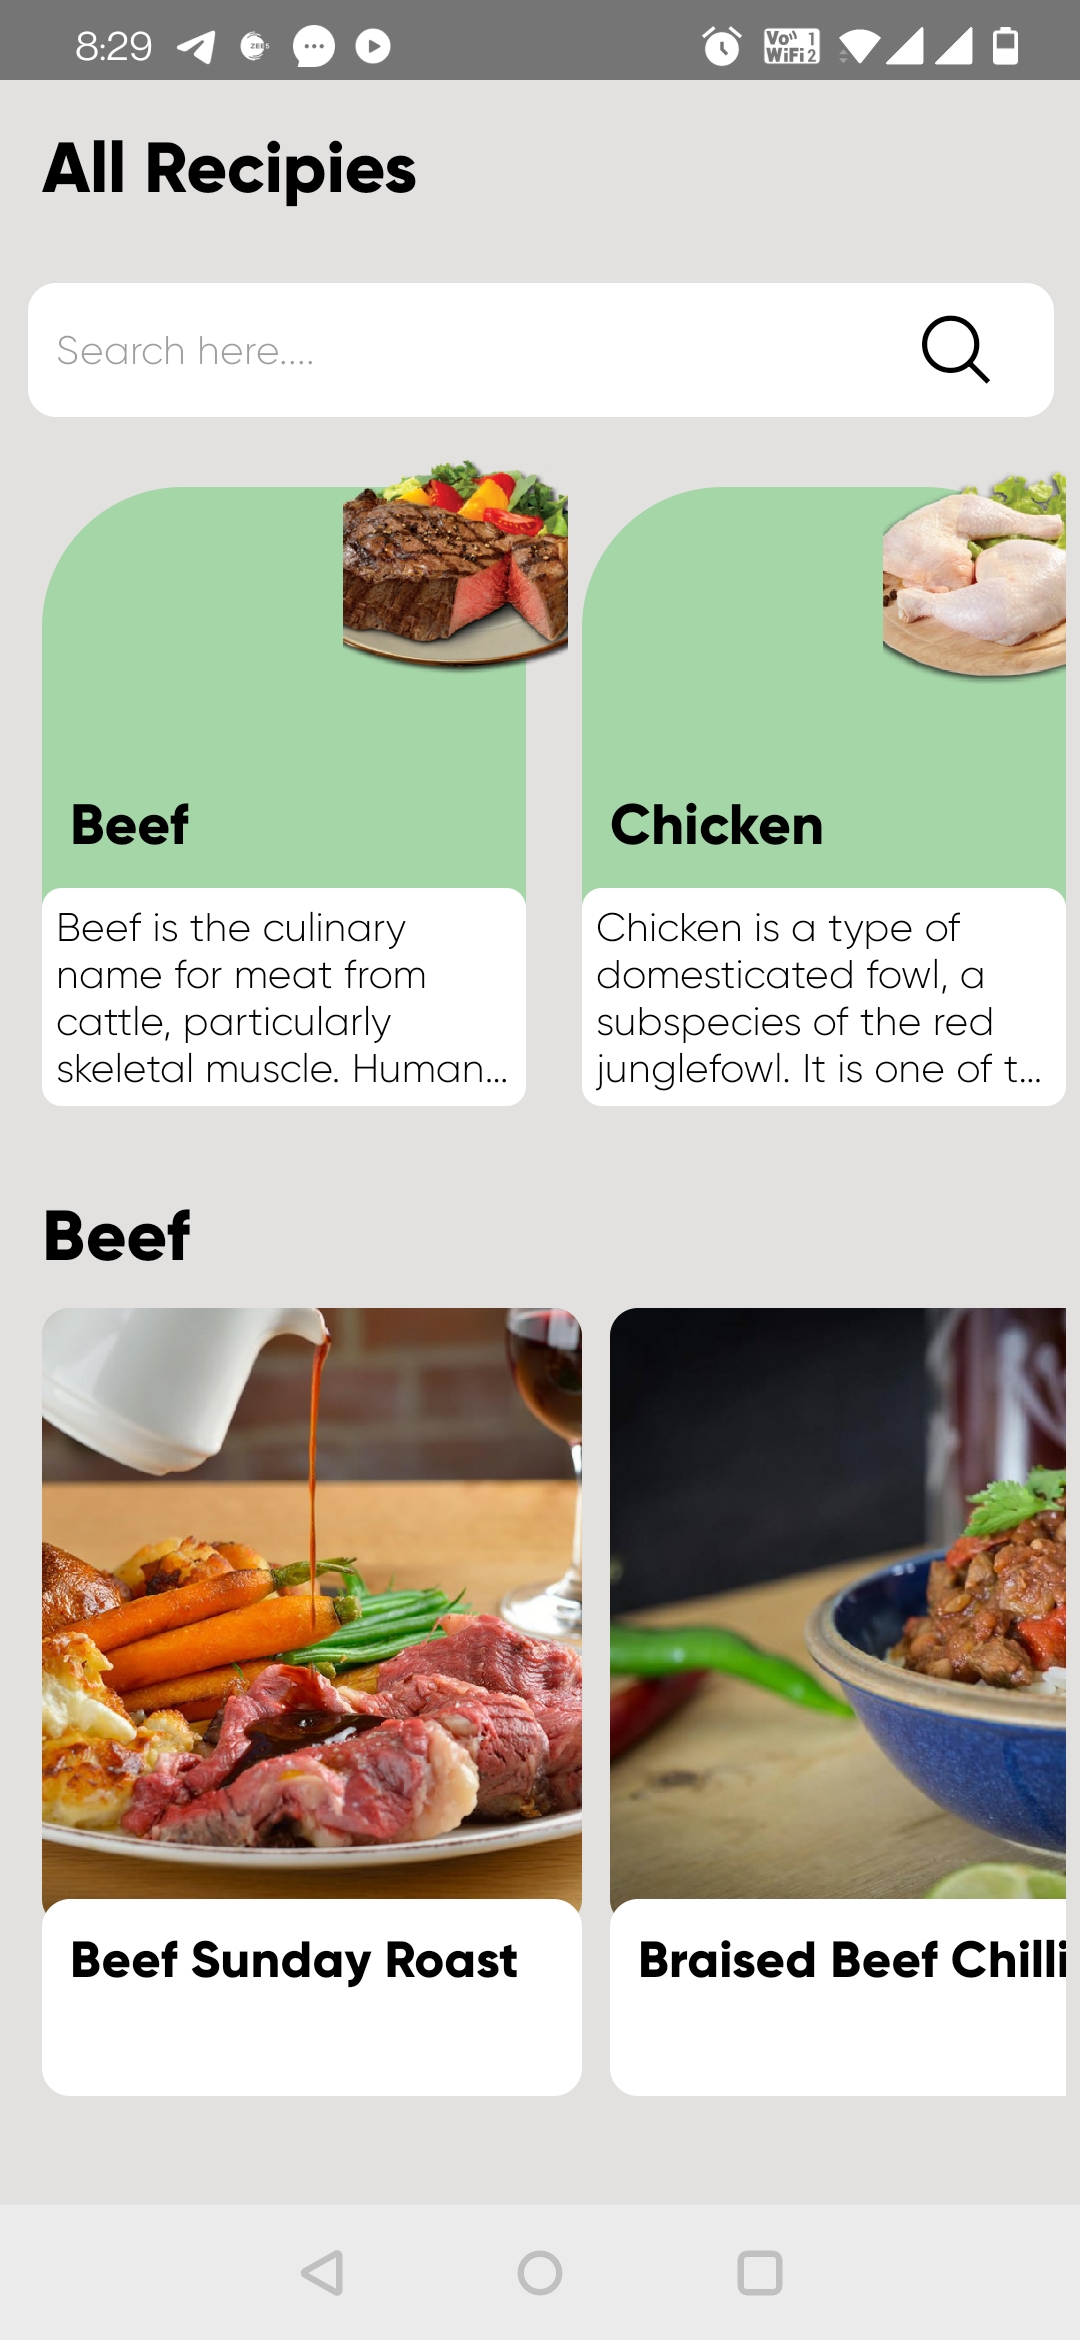 8:29
ZEE5
Vo 1
WiFi 2
All Recipies
Search here....
Beef
Beef is the culinary
name for meat from
cattle, particularly
skeletal muscle. Human...
Chicken
Chicken is a type of
domesticated fowl, a
subspecies of the red
junglefowl. It is one of t...
Beef
Beef Sunday Roast
Braised Beef Chilli